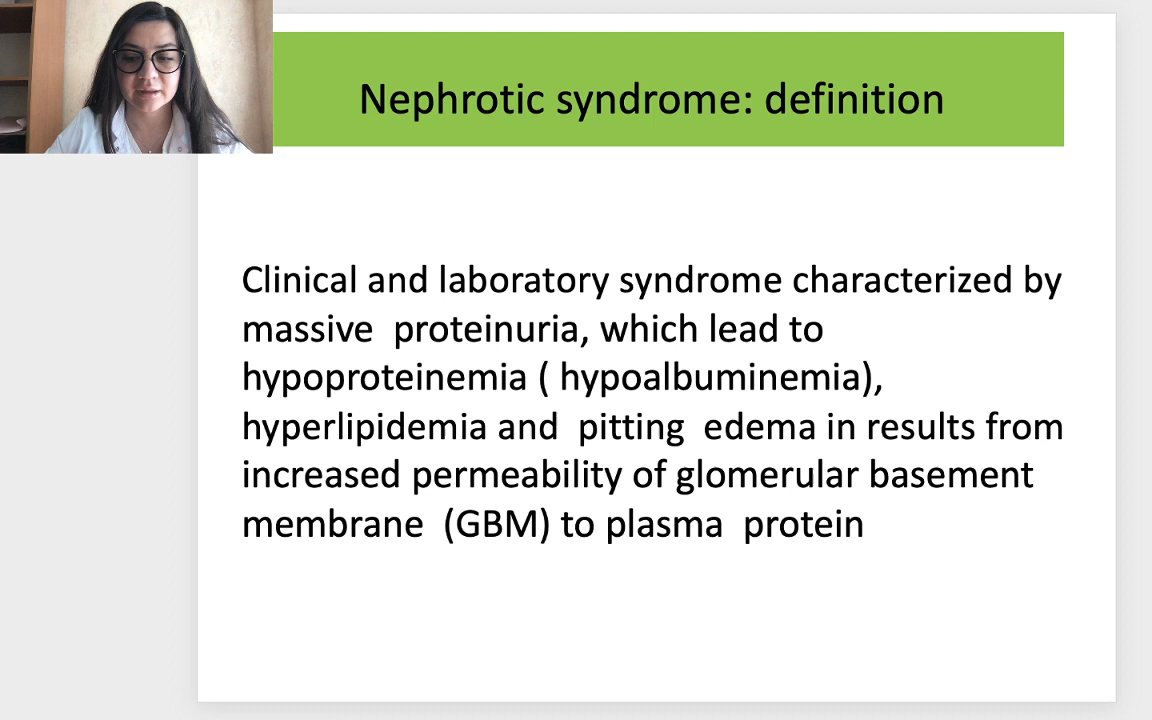 Nephrotic syndrome: definition
Clinical and laboratory syndrome characterized by
massive  proteinuria, which lead to
hypoproteinemia ( hypoalbuminemia),
hyperlipidemia and  pitting  edema in results from
increased permeability of glomerular basement
membrane  (GBM) to plasma  protein